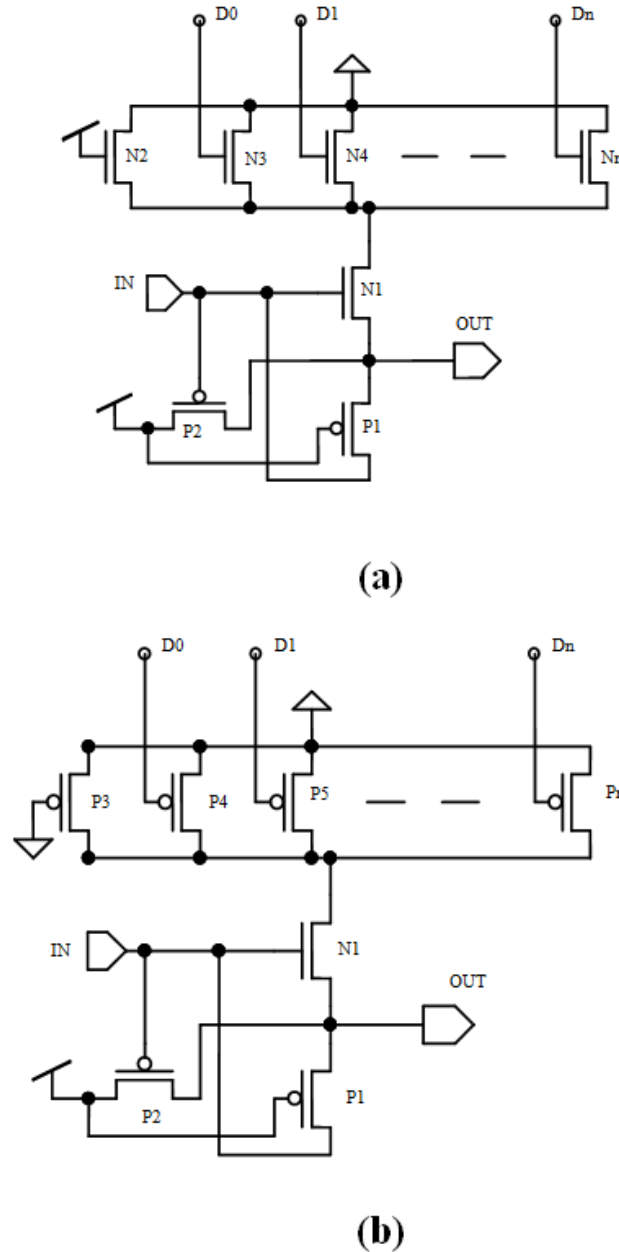 D0 D1 Dn
N2 N3 N4
IN N1
OUT
P2 P1
(a)
D0 D1 Dn
P3 P4 P5
IN N1
OUT
P2 P1
(b)